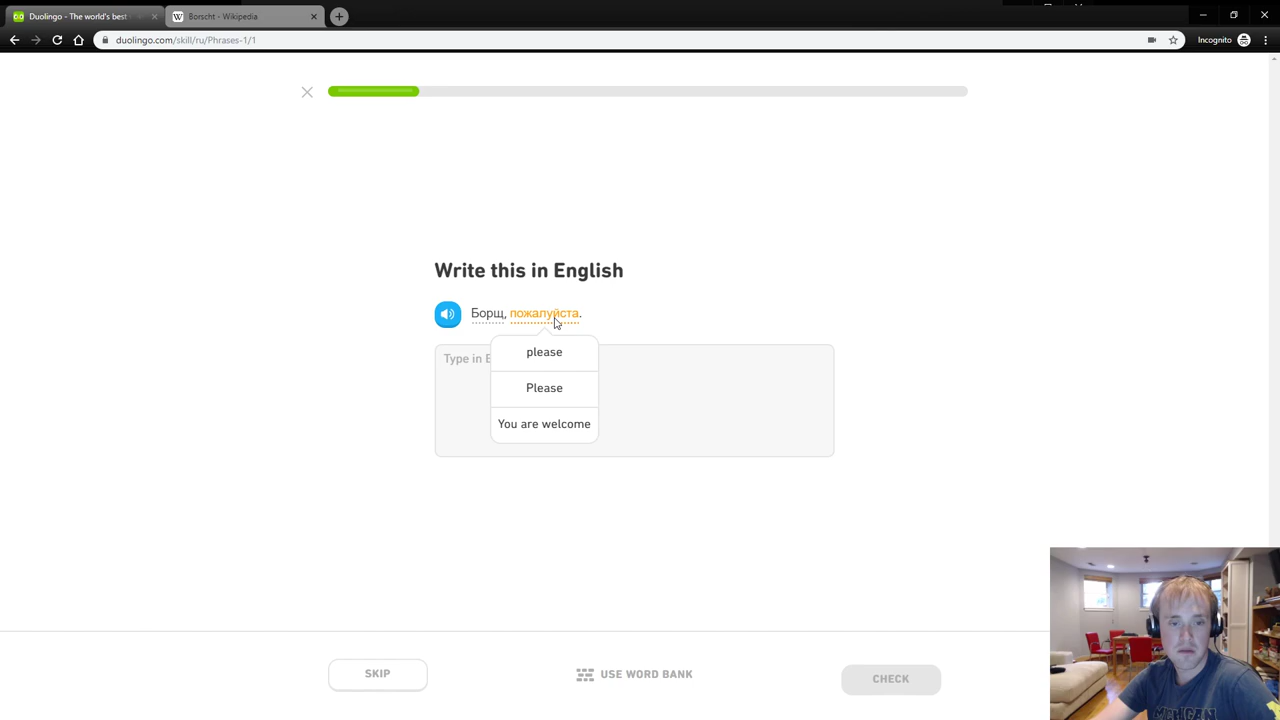 Duolingo - The world's best
Borscht - Wikipedia
duolingo.com/skill/ru/Phrases-1/1
Incognito
Write this in English
Борщ, пожалуйста.
Type in E
please
Please
You are welcome
SKIP
USE WORD BANK
CHECK